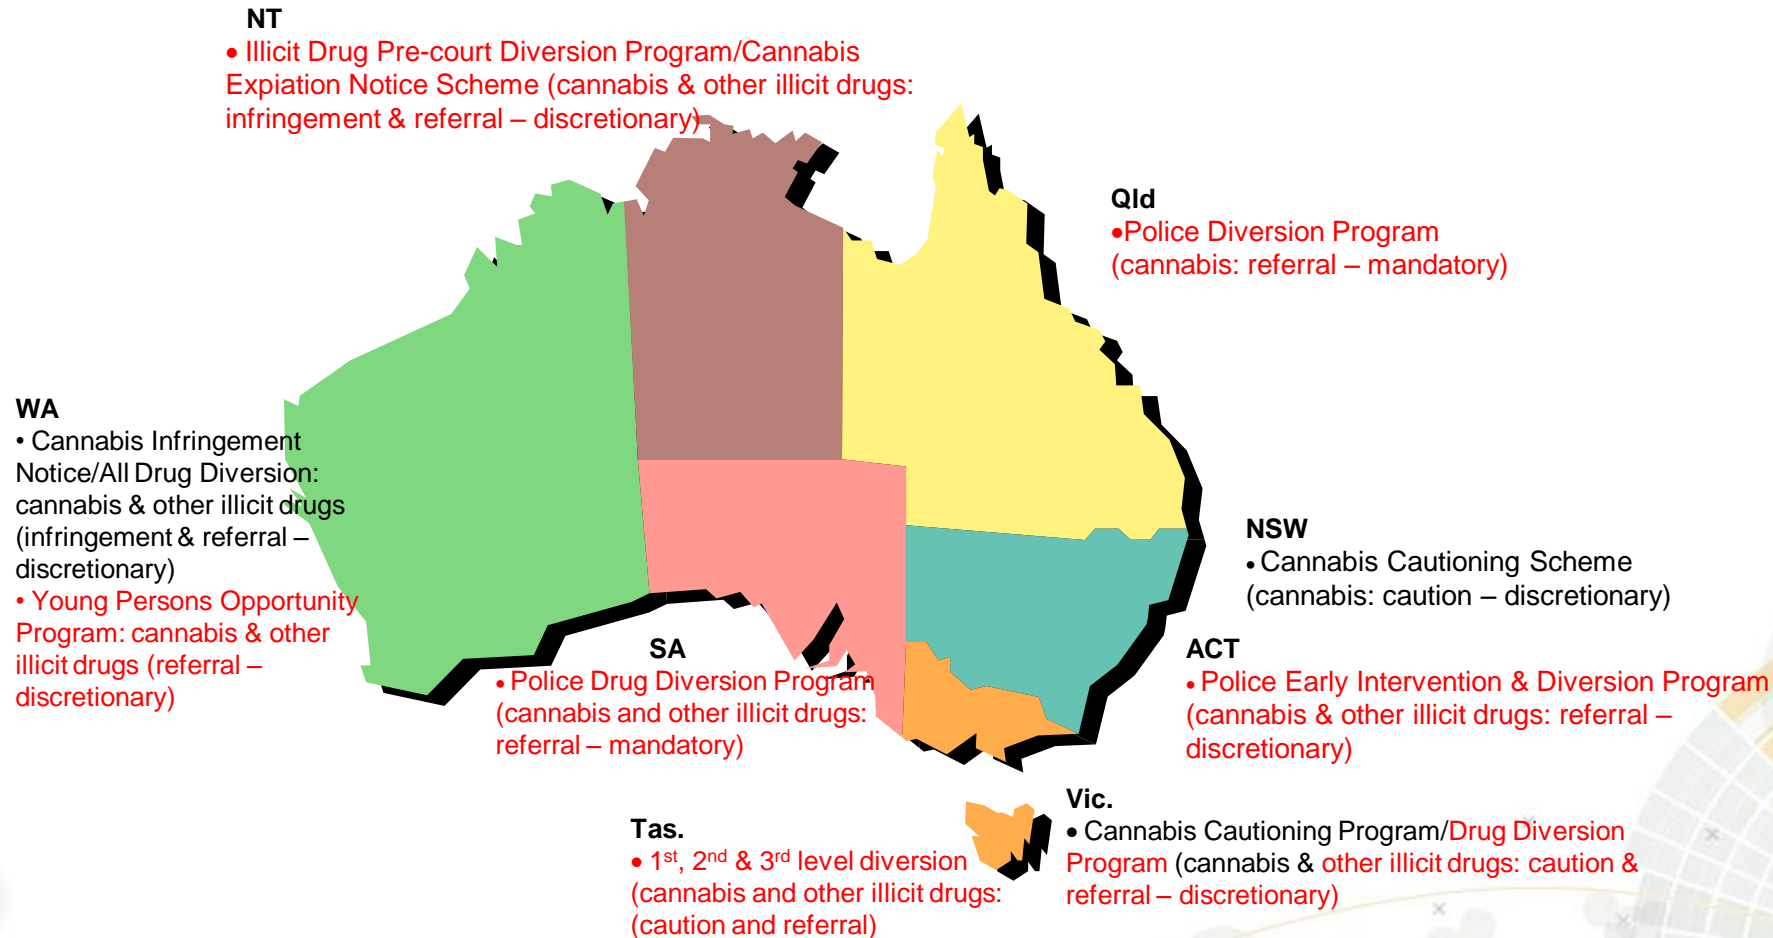 NT
• Illicit Drug Pre-court Diversion Program/Cannabis
Expiation Notice Scheme (cannabis & other illicit drugs:
infringement & referral – discretionary)
Qld
•Police Diversion Program
(cannabis: referral – mandatory)
WA
• Cannabis Infringement
Notice/All Drug Diversion:
cannabis & other illicit drugs
(infringement & referral –
discretionary)
• Young Persons Opportunity
Program: cannabis & other
illicit drugs (referral –
discretionary)
NSW
• Cannabis Cautioning Scheme
(cannabis: caution – discretionary)
SA
• Police Drug Diversion Program
(cannabis and other illicit drugs:
referral – mandatory)
ACT
• Police Early Intervention & Diversion Program
(cannabis & other illicit drugs: referral –
discretionary)
Tas.
• 1st, 2nd & 3rd level diversion
(cannabis and other illicit drugs:
(caution and referral)
Vic.
• Cannabis Cautioning Program/Drug Diversion
Program (cannabis & other illicit drugs: caution &
referral – discretionary)